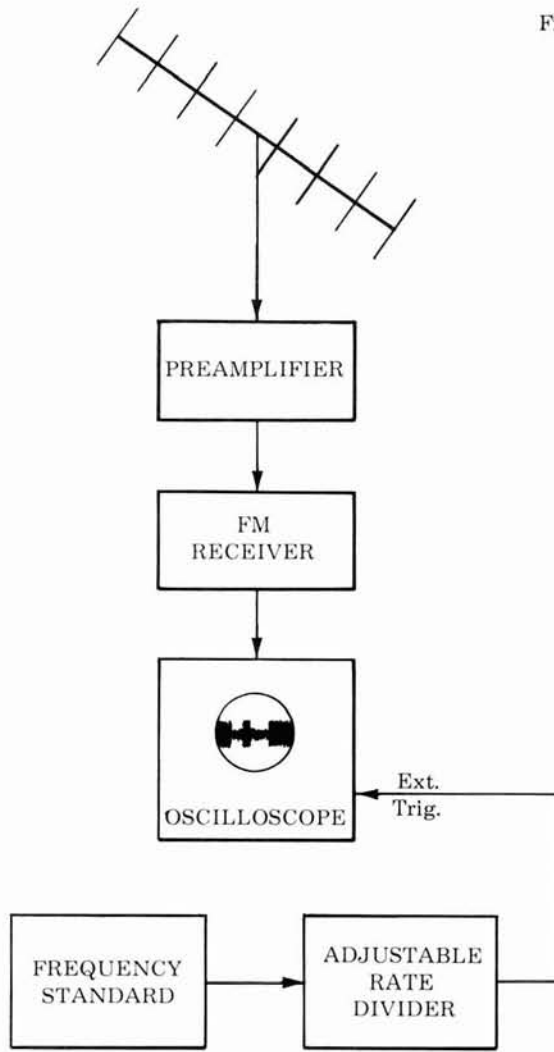 PREAMPLIFIER
FM
RECEIVER
Ext.
Trig.
OSCILLOSCOPE
FREQUENCY
STANDARD
ADJUSTABLE
RATE
DIVIDER